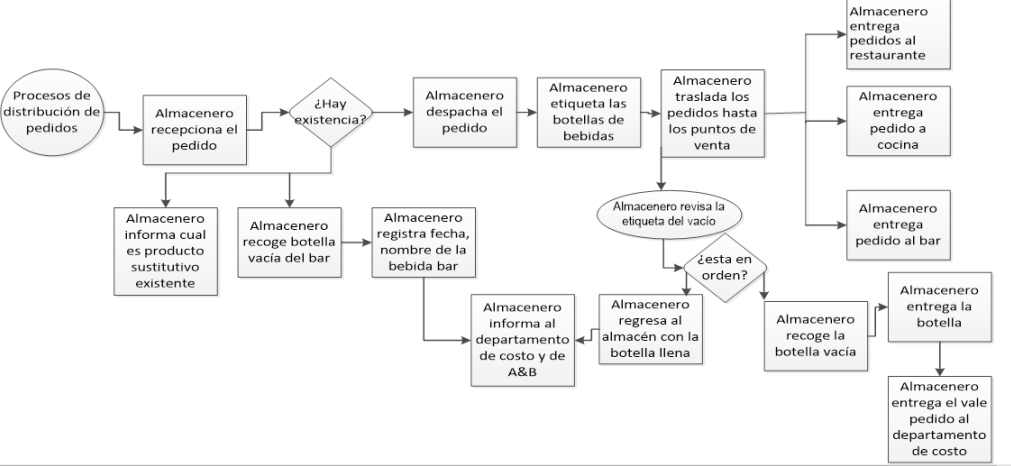 Procesos de
distribución de
pedidos
Almacenero
recepciona el
pedido
¿Hay
existencia?
Almacenero
despacha el
pedido
Almacenero
etiqueta las
botellas de
bebidas
Almacenero
traslada los
pedidos hasta
los puntos de
venta
Almacenero
entrega
pedidos al
restaurante
Almacenero
entrega
pedido a
cocina
Almacenero
entrega
pedido al bar
Almacenero
informa cual
es producto
sustitutivo
existente
Almacenero
recoge botella
vacía del bar
Almacenero
registra fecha,
nombre de la
bebida bar
Almacenero revisa la
etiqueta del vacío
¿esta en
orden?
Almacenero
informa al
departamento
de costo y de
A&B
Almacenero
regresa al
almacén con la
botella llena
Almacenero
recoge la
botella vacía
Almacenero
entrega la
botella
Almacenero
entrega el vale
pedido al
departamento
de costo